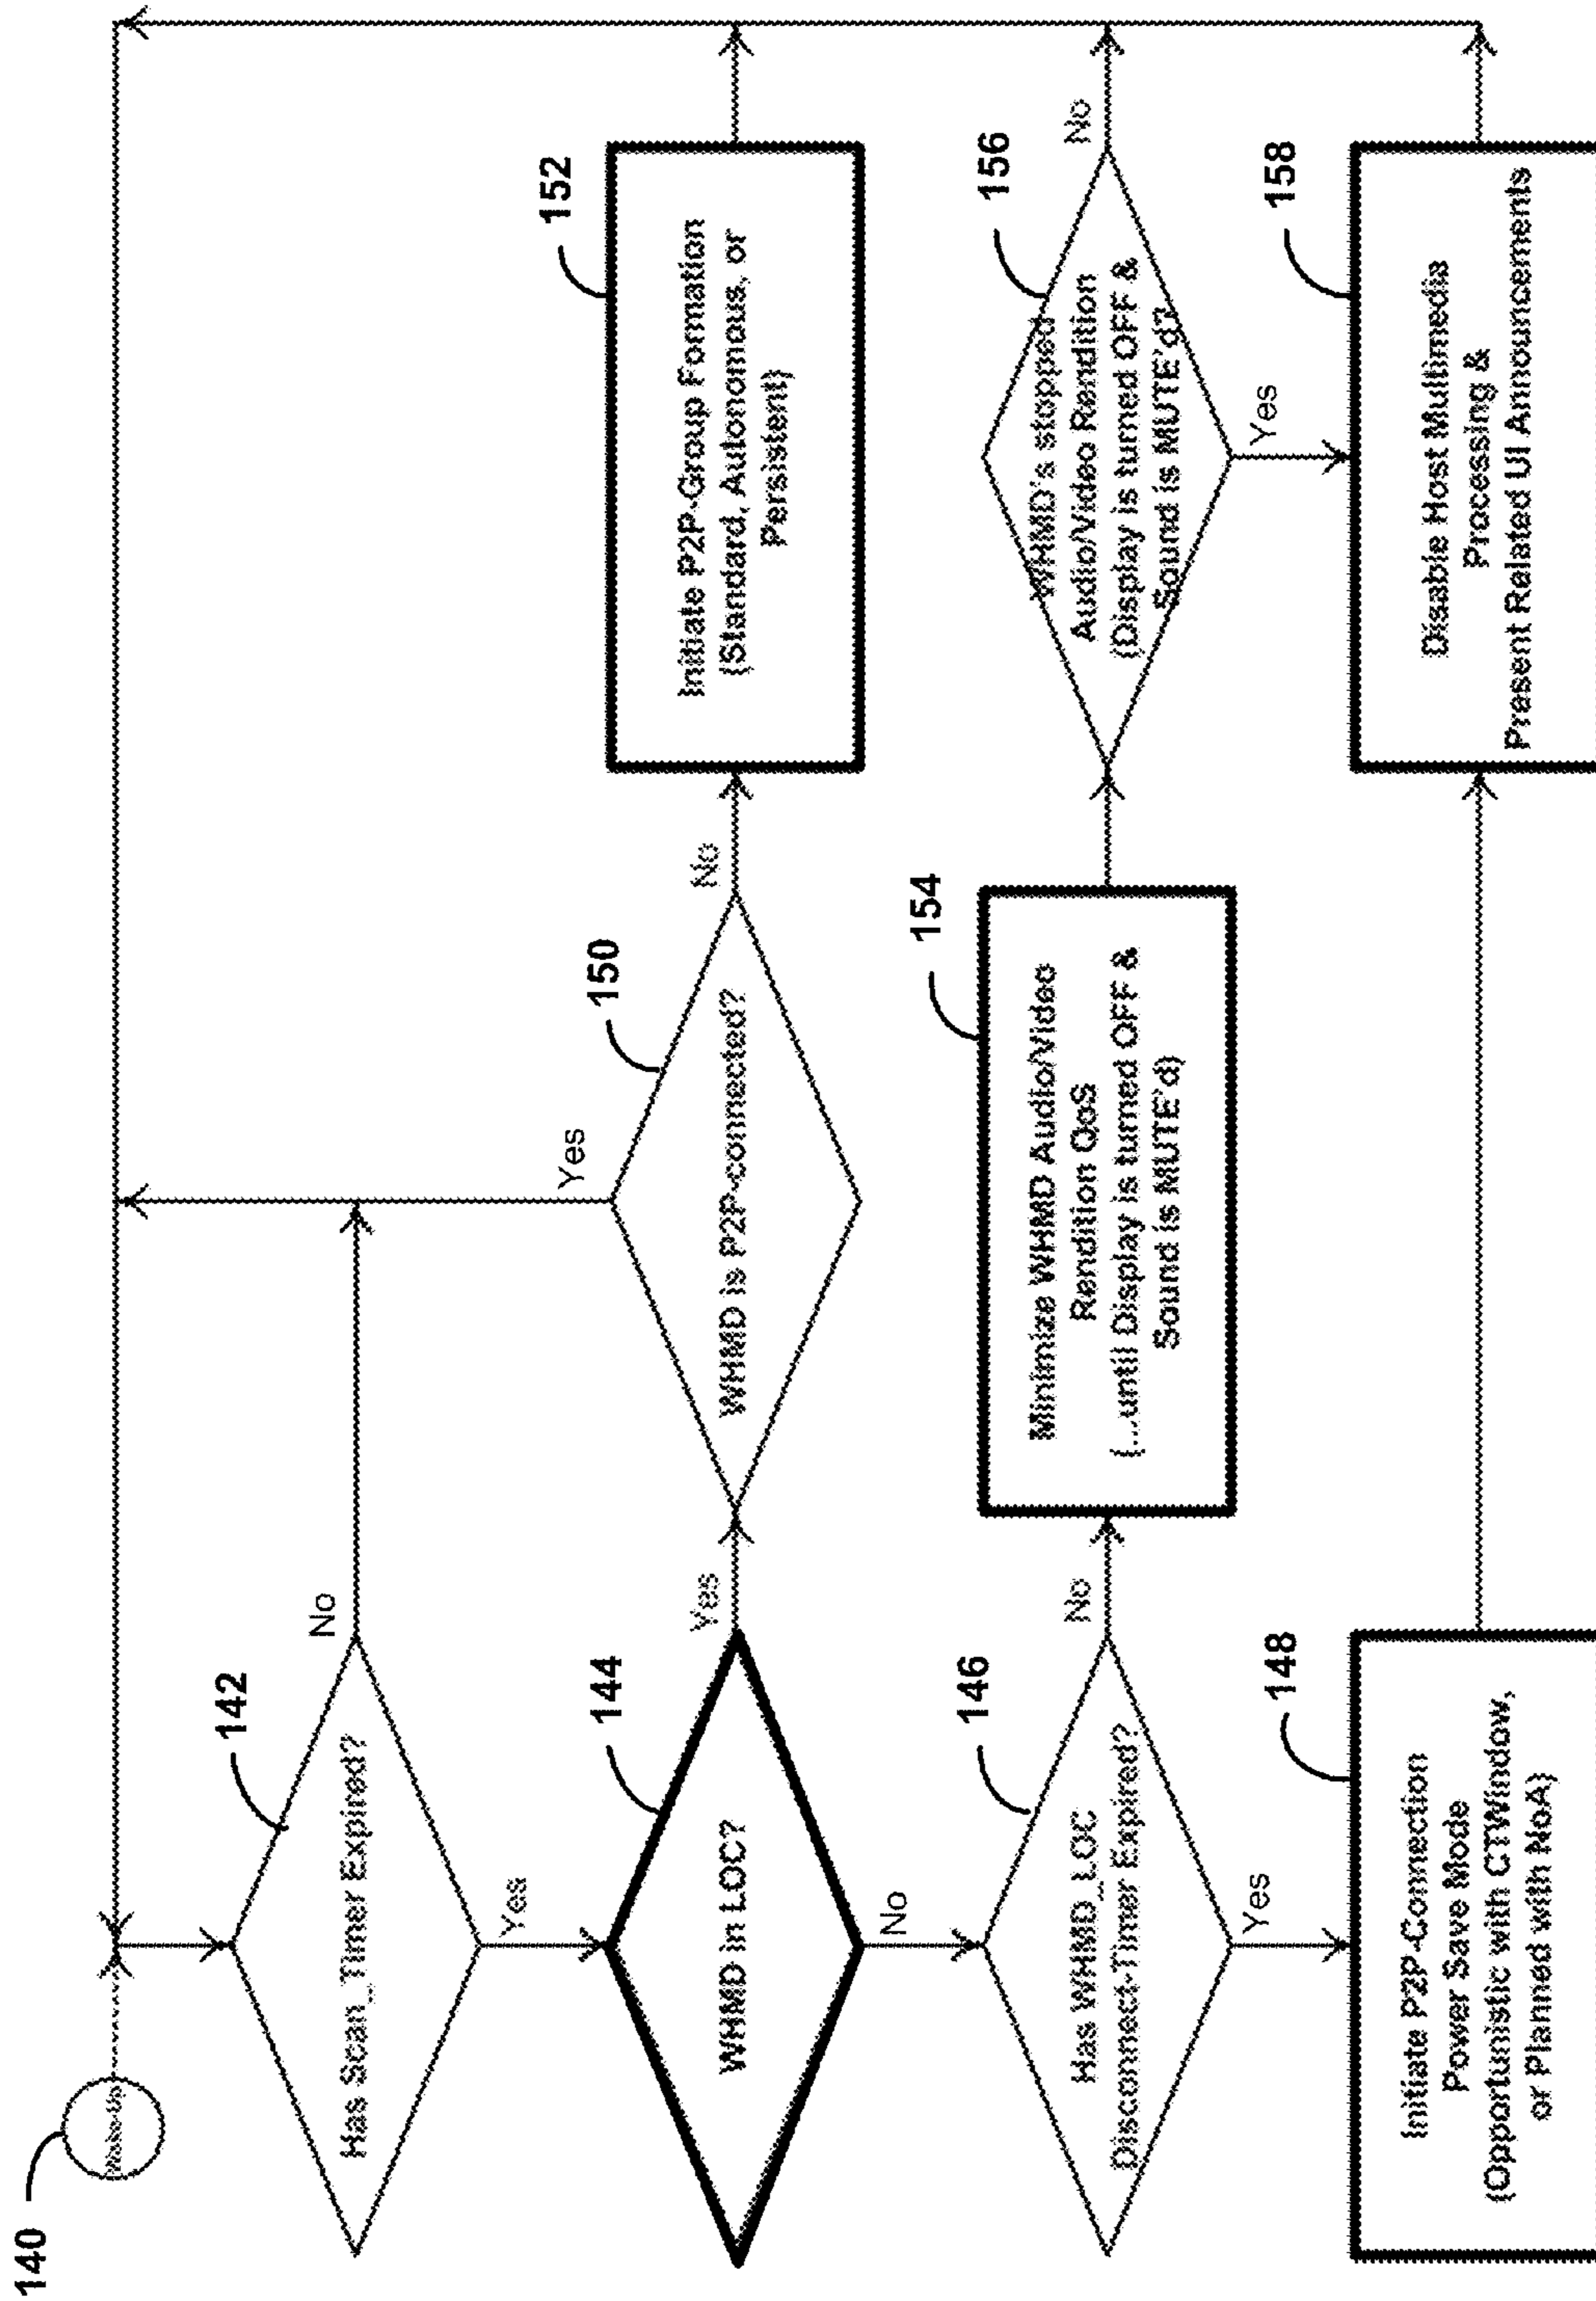 140
Wake-Up
142
Has Scan_Timer Expired?
No
Yes
144
WHMD in LOC?
Yes
No
150
WHMD is P2P-connected?
Yes
No
152
Initiate P2P-Group Formation
(Standard, Autonomous, or
Persistent)
146
Has WHMD_LOC
Disconnect-Timer Expired?
No
Yes
154
Minimize WHMD Audio/Video
Rendition QoS
(...until Display is turned OFF &
Sound is MUTE'd)
156
WHMD's stopped
Audio/Video Rendition
(Display is turned OFF &
Sound is MUTE'd?
No
Yes
148
Initiate P2P-Connection
Power Save Mode
(Opportunistic with CTWindow,
or Planned with NoA)
158
Disable Host Multimedia
Processing &
Present Related UI Announcements